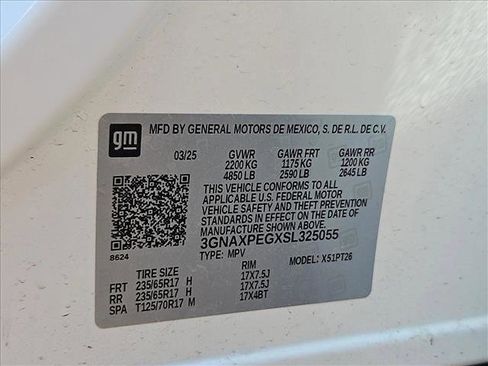 gm MFD BY GENERAL MOTORS DE MEXICO, S. DE R.L. DE C.V.
03/25 GVWR GAWR FRT GAWR RR
2200 KG 1175 KG 1200 KG
4850 LB 2590 LB 2645 LB
THIS VEHICLE CONFORMS TO ALL
APPLICABLE U.S. FEDERAL MOTOR
VEHICLE SAFETY AND THEFT PREVENTION
STANDARDS IN EFFECT ON THE DATE OF
MANUFACTURE SHOWN ABOVE.
3GNAXPEGXSL325055
8624 TYPE: MPV MODEL: X51PT26
TIRE SIZE RIM
FRT 235/65R17 H 17X7.5J
RR 235/65R17 H 17X7.5J
SPA T125/70R17 M 17X4BT